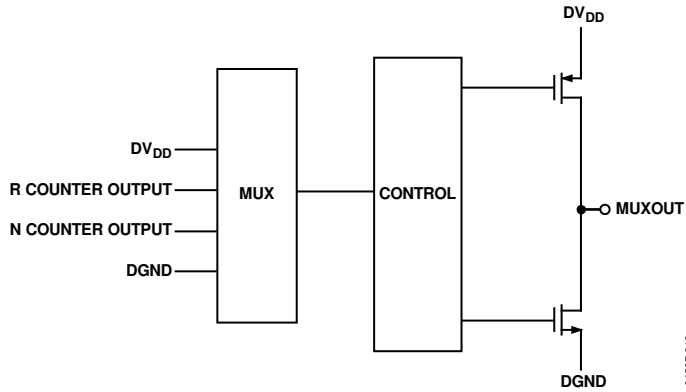 DVDD
DVDD
R COUNTER OUTPUT
N COUNTER OUTPUT
DGND
MUX
CONTROL
MUXOUT
DGND